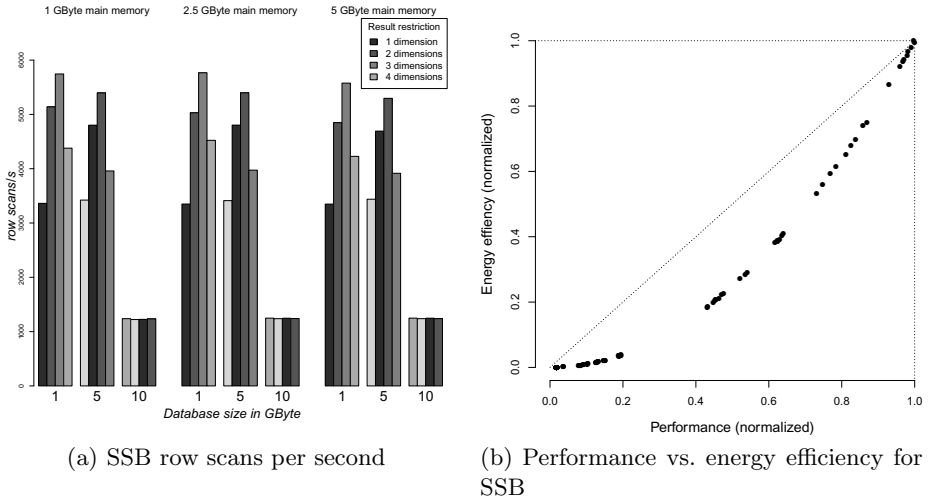 1 GByte main memory
2.5 GByte main memory
5 GByte main memory
Result restriction
1 dimension
2 dimensions
3 dimensions
4 dimensions
row scans/s
6000
5000
4000
3000
2000
1000
0
1 5 10
1 5 10
1 5 10
Database size in GByte
(a) SSB row scans per second
Energy effiency (normalized)
1.0
0.8
0.6
0.4
0.2
0.0
0.0 0.2 0.4 0.6 0.8 1.0
Performance (normalized)
(b) Performance vs. energy efficiency for
SSB